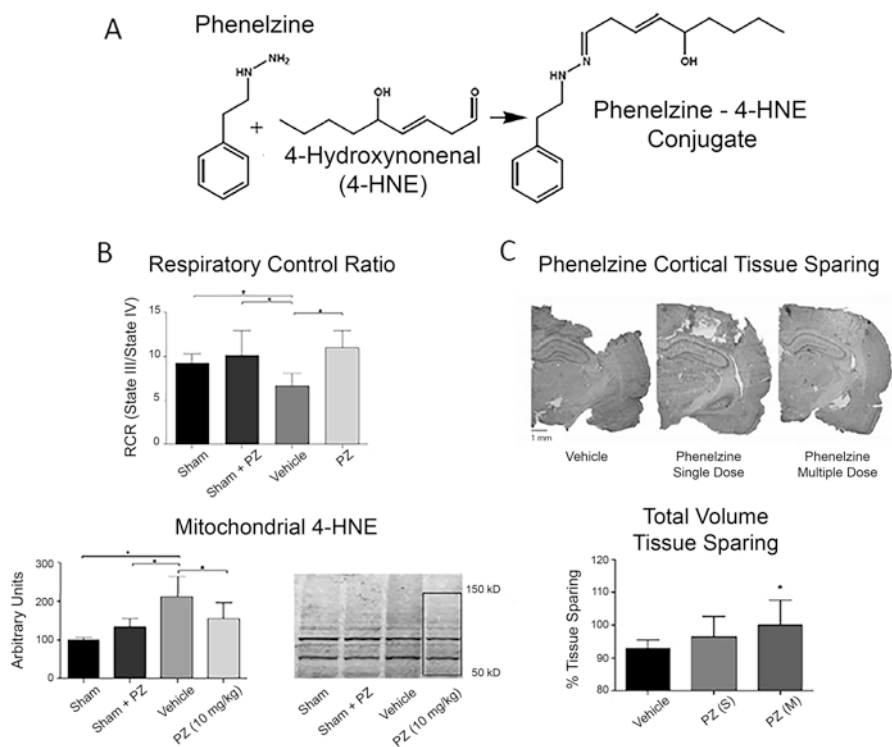 A
Phenelzine
HN
NH₂
+
OH
O
4-Hydroxynonenal
(4-HNE)
HN
N
OH
Phenelzine - 4-HNE
Conjugate
B
Respiratory Control Ratio
RCR (State III/State IV)
15
10
5
0
*
*
*
Sham
Sham + PZ
Vehicle
PZ
C
Phenelzine Cortical Tissue Sparing
1 mm
Vehicle
Phenelzine
Single Dose
Phenelzine
Multiple Dose
Mitochondrial 4-HNE
Arbitrary Units
300
200
100
0
*
*
*
Sham
Sham + PZ
Vehicle
PZ (10 mg/kg)
150 kD
50 kD
Sham
Sham + PZ
Vehicle
PZ (10 mg/kg)
Total Volume
Tissue Sparing
% Tissue Sparing
120
110
100
90
80
*
Vehicle
PZ (S)
PZ (M)